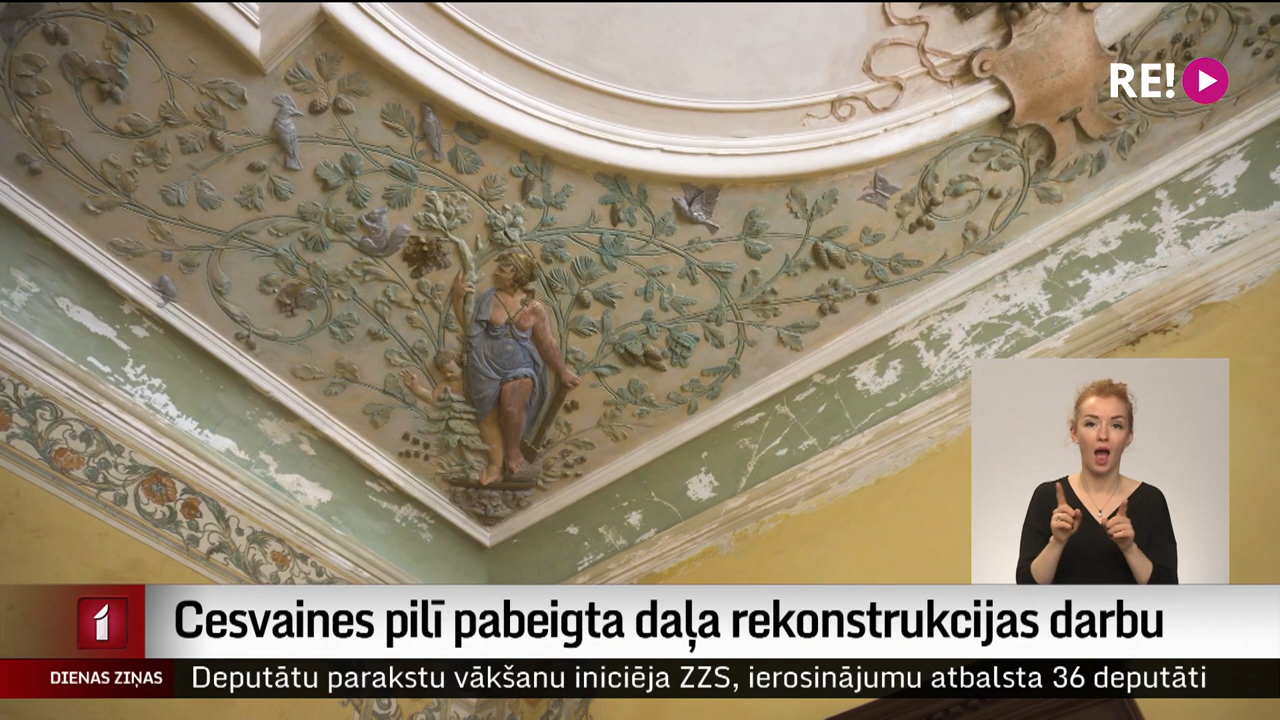 RE!
1
Cesvaines pilī pabeigta daļa rekonstrukcijas darbu
DIENAS ZIŅAS
Deputātu parakstu vākšanu iniciēja ZZS, ierosinājumu atbalsta 36 deputāti